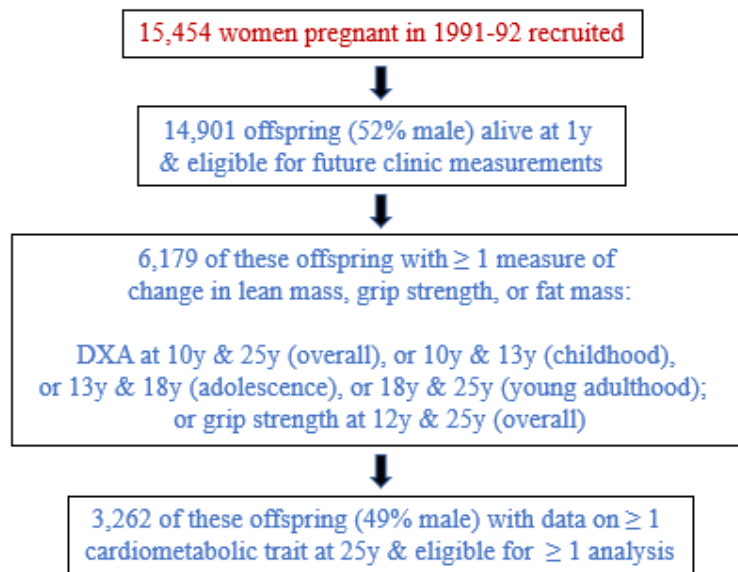 15,454 women pregnant in 1991-92 recruited
14,901 offspring (52% male) alive at 1y
& eligible for future clinic measurements
6,179 of these offspring with ≥ 1 measure of
change in lean mass, grip strength, or fat mass:
DXA at 10y & 25y (overall), or 10y & 13y (childhood),
or 13y & 18y (adolescence), or 18y & 25y (young adulthood);
or grip strength at 12y & 25y (overall)
3,262 of these offspring (49% male) with data on ≥ 1
cardiometabolic trait at 25y & eligible for ≥ 1 analysis